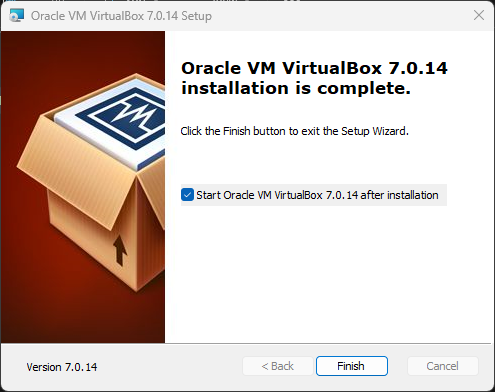 Oracle VM VirtualBox 7.0.14 Setup
Oracle VM VirtualBox 7.0.14
installation is complete.
Click the Finish button to exit the Setup Wizard.
Start Oracle VM VirtualBox 7.0.14 after installation
Version 7.0.14
< Back
Finish
Cancel